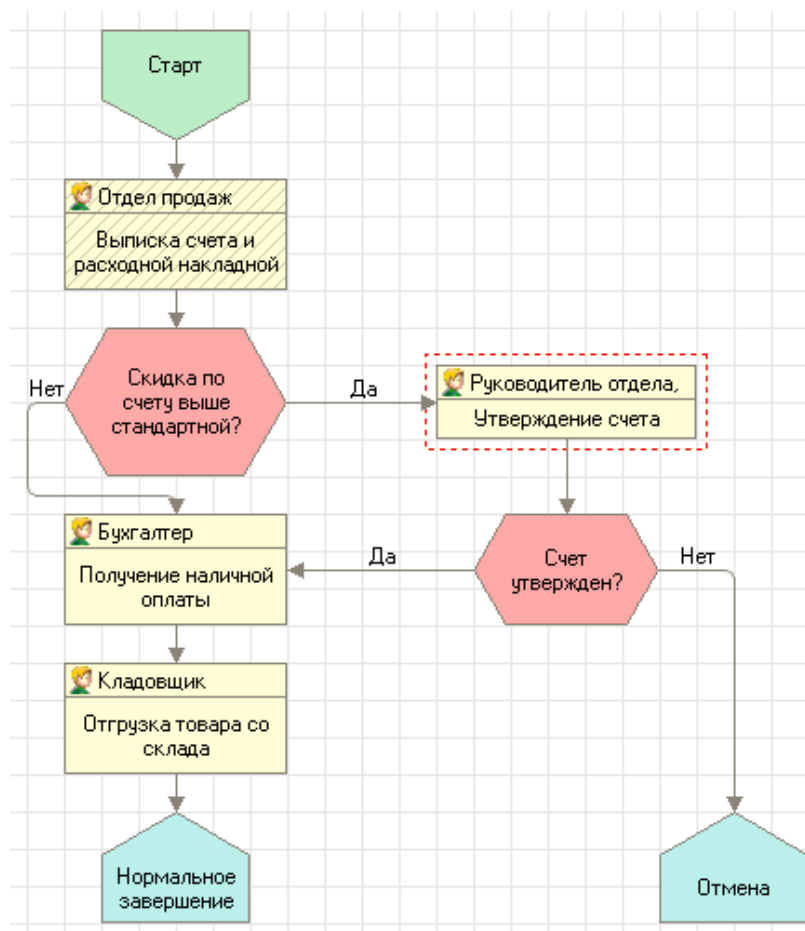 Старт
Отдел продаж
Выписка счета и
расходной накладной
Скидка по
счету выше
стандартной?
Нет
Да
Руководитель отдела,
Утверждение счета
Бухгалтер
Получение наличной
оплаты
Да
Счет
утвержден?
Нет
Кладовщик
Отгрузка товара со
склада
Нормальное
завершение
Отмена